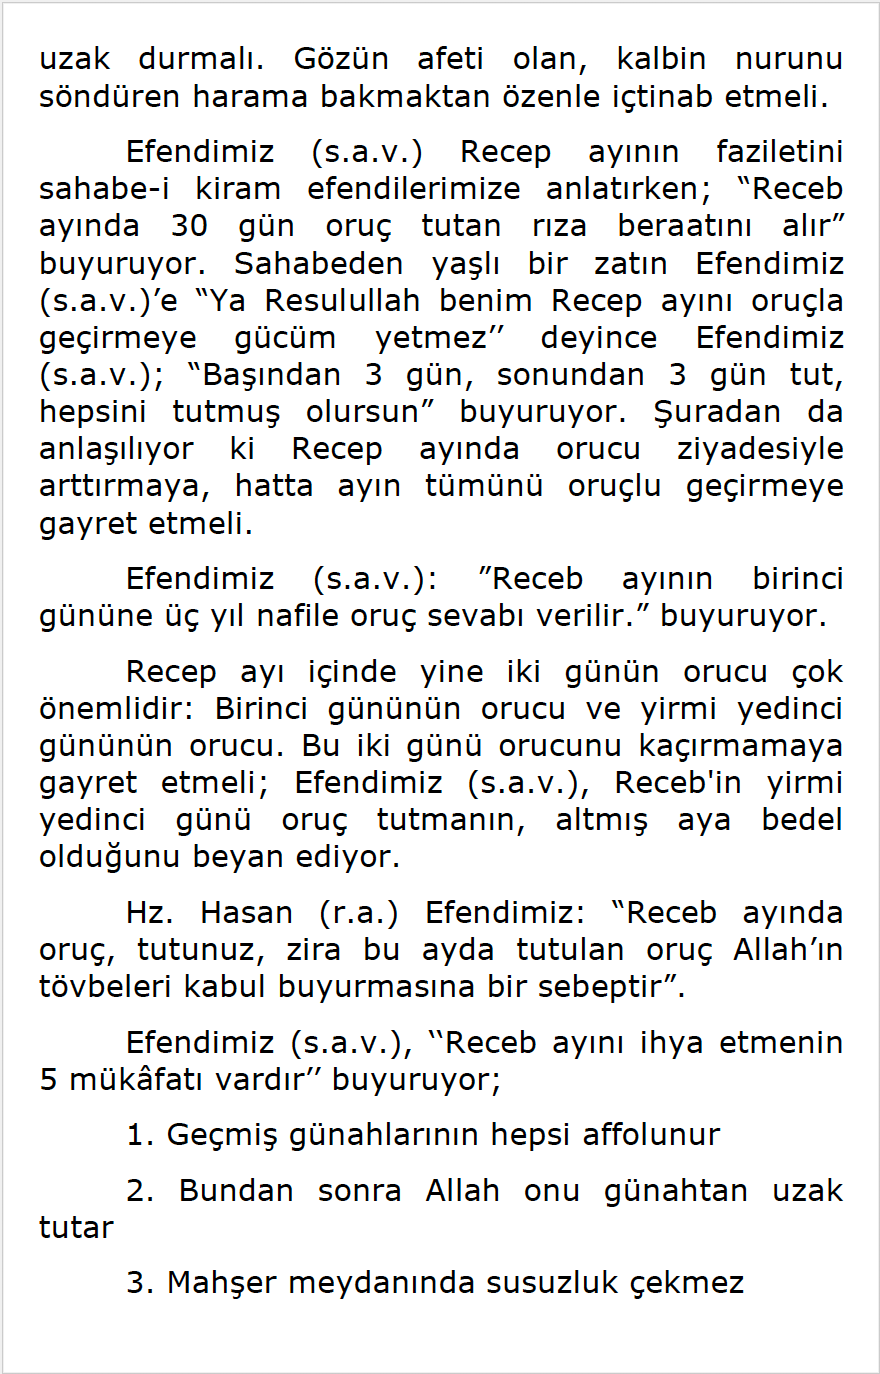 uzak durmalı. Gözün afeti olan, kalbin nurunu
söndüren harama bakmaktan özenle içtinab etmeli.
Efendimiz (s.a.v.) Recep ayının faziletini
sahabe-i kiram efendilerimize anlatırken; “Receb
ayında 30 gün oruç tutan rıza beraatını alır”
buyuruyor. Sahabeden yaşlı bir zatın Efendimiz
(s.a.v.)’e “Ya Resulullah benim Recep ayını oruçla
geçirmeye gücüm yetmez’’ deyince Efendimiz
(s.a.v.); “Başından 3 gün, sonundan 3 gün tut,
hepsini tutmuş olursun” buyuruyor. Şuradan da
anlaşılıyor ki Recep ayında orucu ziyadesiyle
arttırmaya, hatta ayın tümünü oruçlu geçirmeye
gayret etmeli.
Efendimiz (s.a.v.): ”Receb ayının birinci
gününe üç yıl nafile oruç sevabı verilir.” buyuruyor.
Recep ayı içinde yine iki günün orucu çok
önemlidir: Birinci gününün orucu ve yirmi yedinci
gününün orucu. Bu iki günü orucunu kaçırmamaya
gayret etmeli; Efendimiz (s.a.v.), Receb'in yirmi
yedinci günü oruç tutmanın, altmış aya bedel
olduğunu beyan ediyor.
Hz. Hasan (r.a.) Efendimiz: “Receb ayında
oruç, tutunuz, zira bu ayda tutulan oruç Allah’ın
tövbeleri kabul buyurmasına bir sebeptir”.
Efendimiz (s.a.v.), ‘‘Receb ayını ihya etmenin
5 mükâfatı vardır’’ buyuruyor;
1. Geçmiş günahlarının hepsi affolunur
2. Bundan sonra Allah onu günahtan uzak
tutar
3. Mahşer meydanında susuzluk çekmez